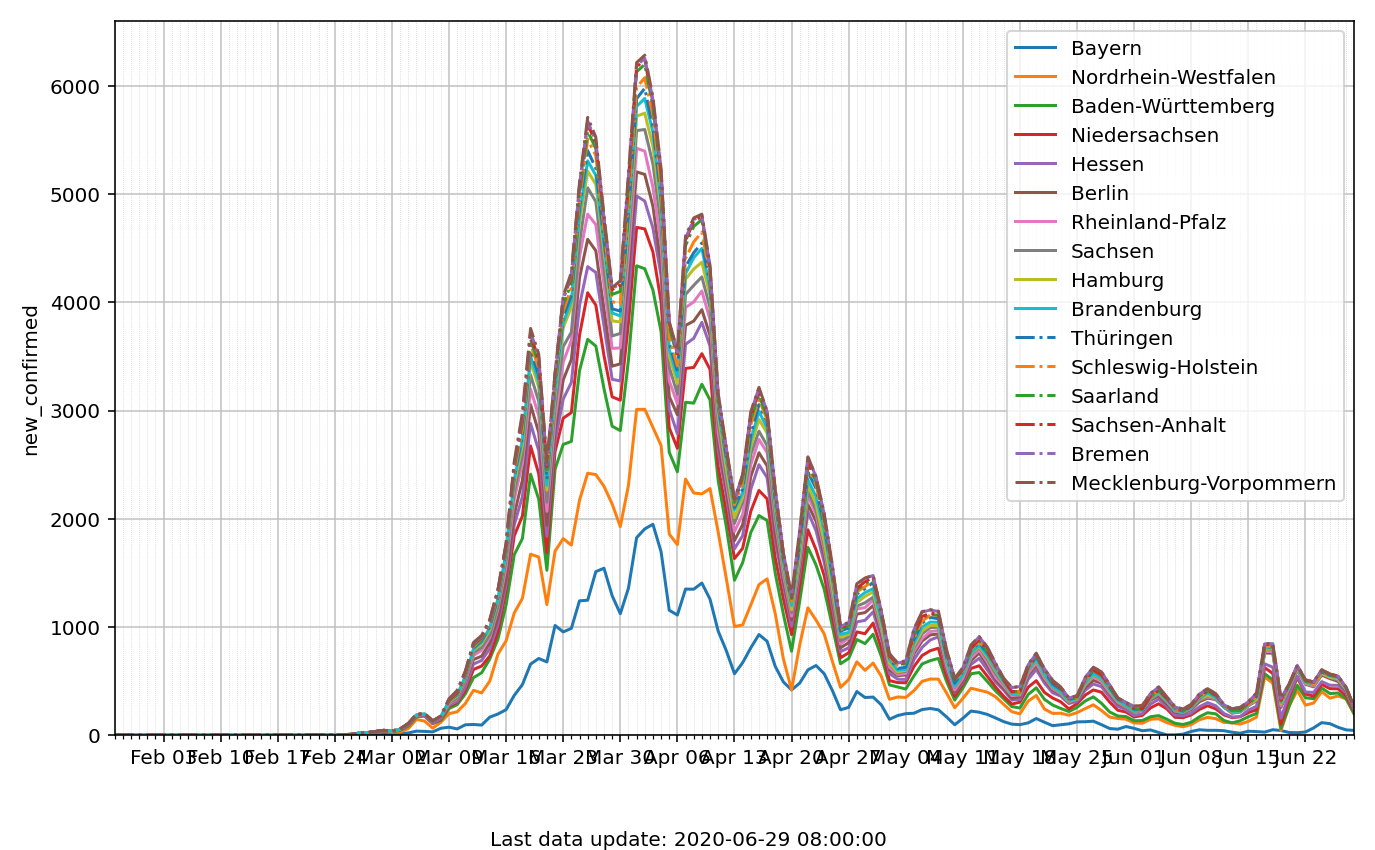 6000
5000
4000
3000
2000
1000
0
new_confirmed
Bayern
Nordrhein-Westfalen
Baden-Württemberg
Niedersachsen
Hessen
Berlin
Rheinland-Pfalz
Sachsen
Hamburg
Brandenburg
Thüringen
Schleswig-Holstein
Saarland
Sachsen-Anhalt
Bremen
Mecklenburg-Vorpommern
Feb 03 Feb 10 Feb 17 Feb 24 Mar 02 Mar 09 Mar 16 Mar 23 Mar 30 Apr 06 Apr 13 Apr 20 Apr 27 May 04 May 11 May 18 May 25 Jun 01 Jun 08 Jun 15 Jun 22
Last data update: 2020-06-29 08:00:00